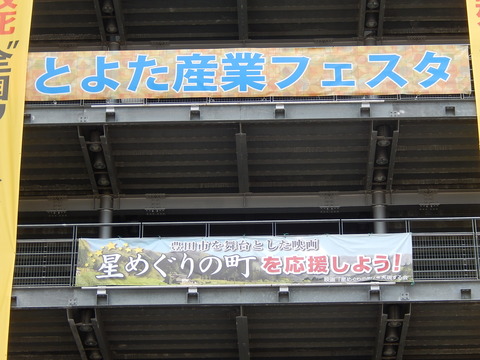 とよた産業フェスタ
豊田市を舞台とした映画
星めぐりの町を応援しよう!